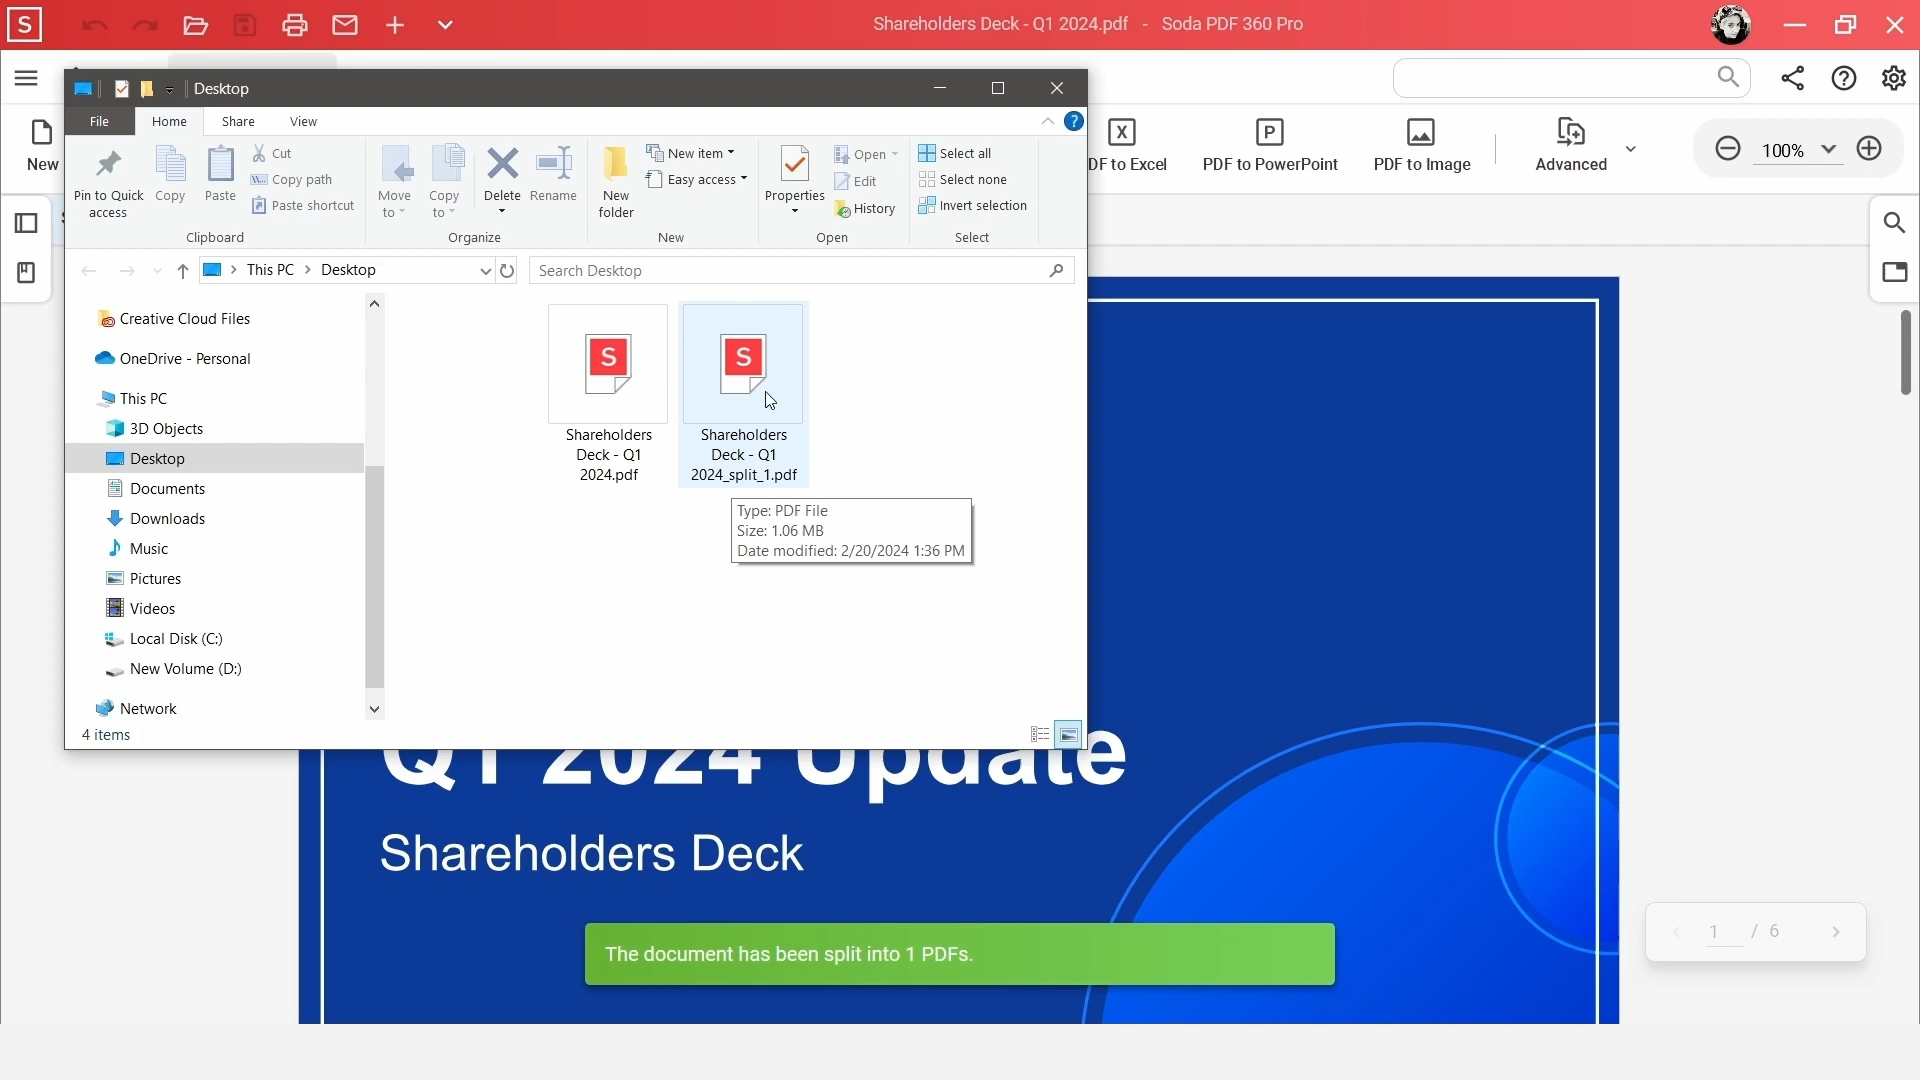 S
Shareholders Deck - Q1 2024.pdf - Soda PDF 360 Pro
Desktop
File
Home
Share
View
?
New
X
DF to Excel
P
PDF to PowerPoint
PDF to Image
Advanced
100%
Pin to Quick
access
Copy
Paste
Cut
Copy path
Paste shortcut
Clipboard
Move
to
Copy
to
Delete
Rename
Organize
New
folder
New item
Easy access
New
Properties
Open
Edit
History
Open
Select all
Select none
Invert selection
Select
This PC
Desktop
Search Desktop
Creative Cloud Files
OneDrive - Personal
This PC
3D Objects
Desktop
Documents
Downloads
Music
Pictures
Videos
Local Disk (C:)
New Volume (D:)
Network
4 items
S
Shareholders
Deck - Q1
2024.pdf
S
Shareholders
Deck - Q1
2024_split_1.pdf
Type: PDF File
Size: 1.06 MB
Date modified: 2/20/2024 1:36 PM
Q1 2024 Update
Shareholders Deck
The document has been split into 1 PDFs.
1 / 6